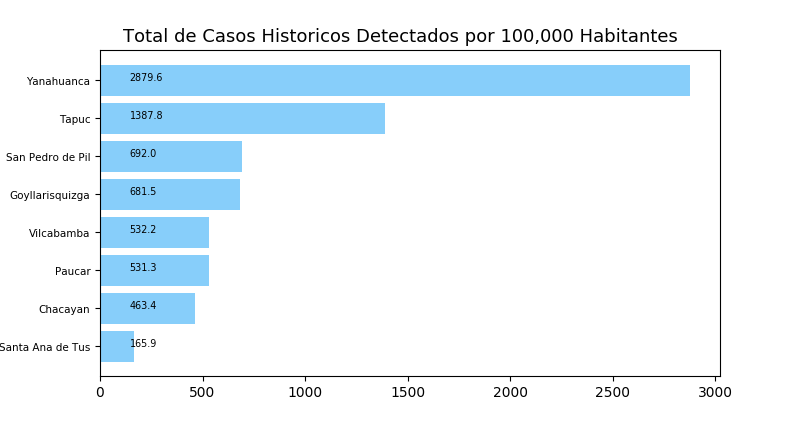 Total de Casos Historicos Detectados por 100,000 Habitantes
Yanahuanca 2879.6
Tapuc 1387.8
San Pedro de Pil 692.0
Goyllarisquizga 681.5
Vilcabamba 532.2
Paucar 531.3
Chacayan 463.4
Santa Ana de Tus 165.9
0 500 1000 1500 2000 2500 3000